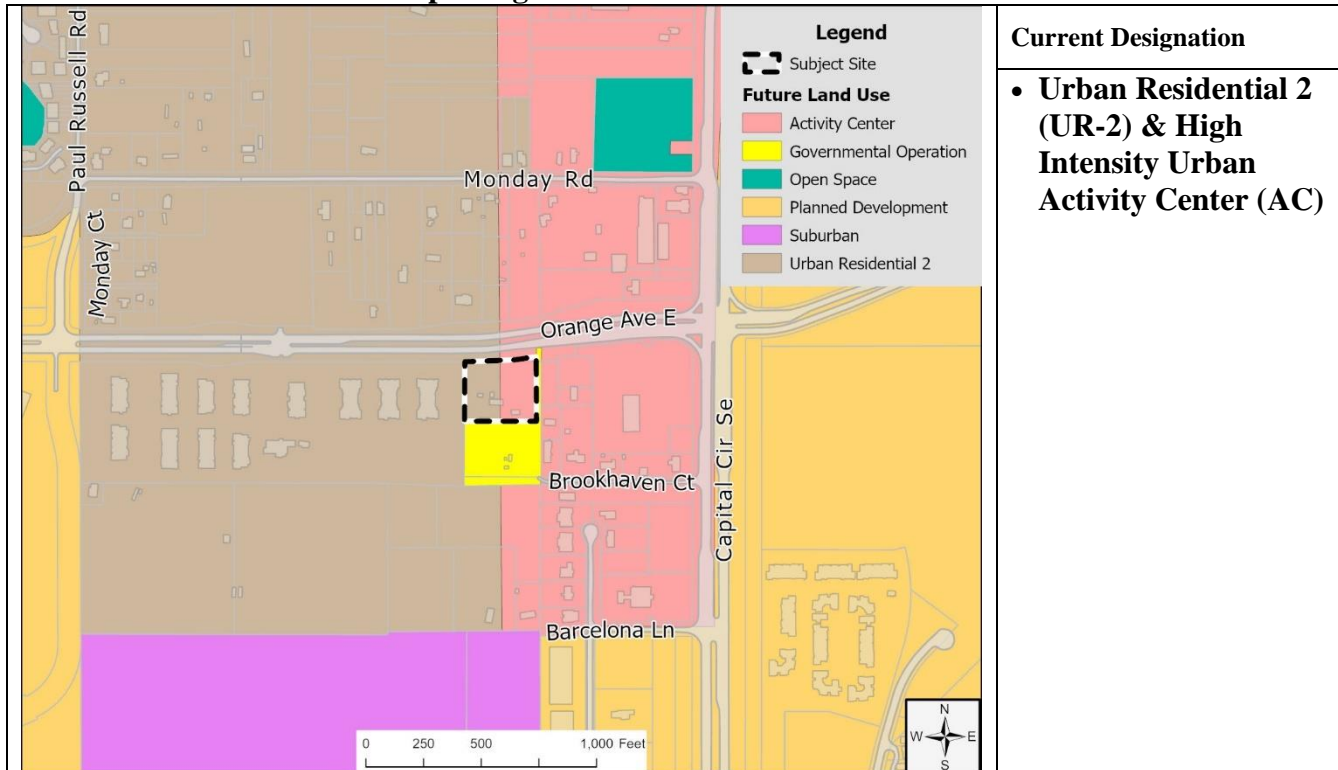 Legend
Subject Site
Future Land Use
Activity Center
Governmental Operation
Open Space
Planned Development
Suburban
Urban Residential 2
Paul Russell Rd
Monday Rd
Monday Ct
Orange Ave E
Capital Cir Se
Brookhaven Ct
Barcelona Ln
0 250 500 1,000 Feet
N
W E
S
Current Designation
• Urban Residential 2
(UR-2) & High
Intensity Urban
Activity Center (AC)